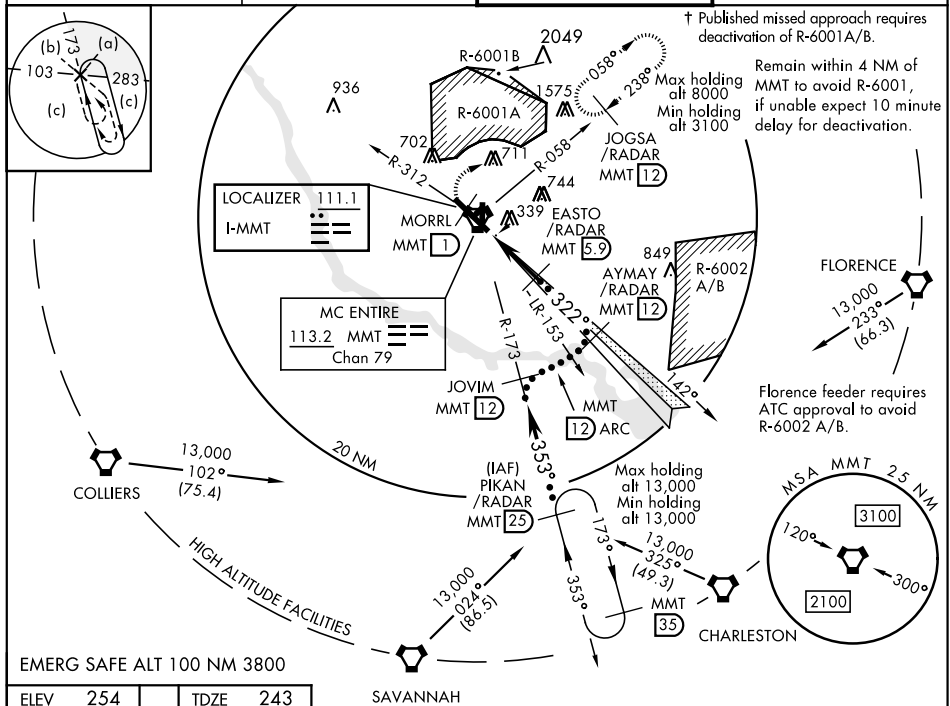 † Published missed approach requires
deactivation of R-6001A/B.
Remain within 4 NM of
MMT to avoid R-6001,
if unable expect 10 minute
delay for deactivation.
(b)
173
(a)
103
283
(c)
(c)
936
R-6001B
2049
R-6001A
1575
058°
238°
Max holding
alt 8000
Min holding
alt 3100
JOGSA
/RADAR
MMT 12
702
711
R-312
R-058
744
339
LOCALIZER 111.1
I-MMT
MORRL
MMT 1
EASTO
/RADAR
MMT 5.9
AYMAY
/RADAR
MMT 12
849
R-6002
A/B
FLORENCE
13,000
233°
(66.3)
MC ENTIRE
113.2 MMT
Chan 79
322°
LR-153
R-173
142°
JOVIM
MMT 12
MMT
12 ARC
Florence feeder requires
ATC approval to avoid
R-6002 A/B.
20 NM
353°
13,000
102°
(75.4)
COLLIERS
(IAF)
PIKAN
/RADAR
MMT 25
Max holding
alt 13,000
Min holding
alt 13,000
173°
353°
13,000
325°
(49.3)
MMT
35
CHARLESTON
MSA MMT 25 NM
3100
120°
300°
2100
HIGH ALTITUDE FACILITIES
13,000
024°
(86.5)
SAVANNAH
EMERG SAFE ALT 100 NM 3800
ELEV 254 TDZE 243